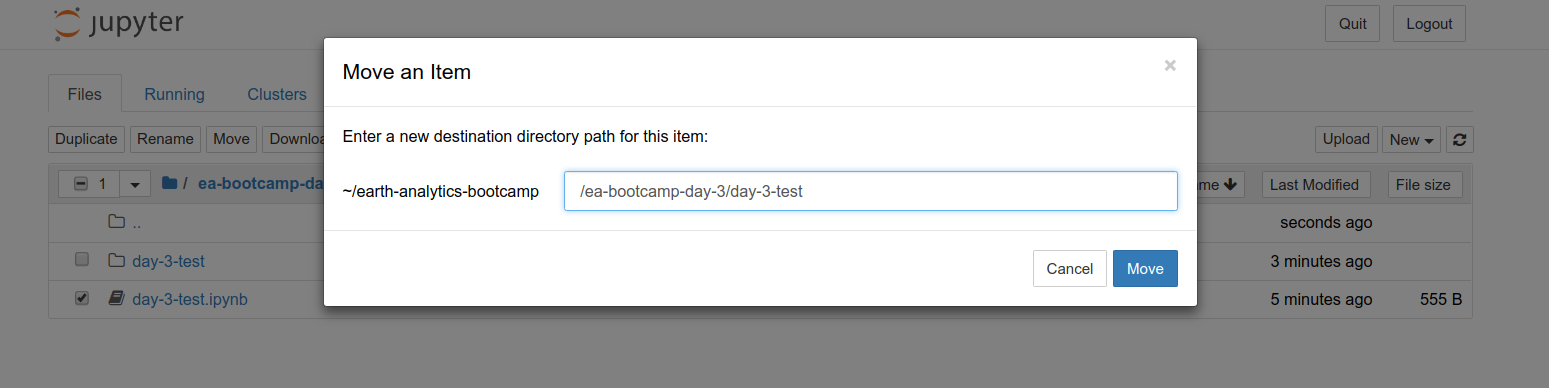 jupyter
Quit
Logout
Move an Item
×
Files
Running
Clusters
Enter a new destination directory path for this item:
Duplicate
Rename
Move
Upload
New
~/earth-analytics-bootcamp
/ea-bootcamp-day-3/day-3-test
1
/
ea-bootcamp-da
Last Modified
File size
..
seconds ago
day-3-test
3 minutes ago
Cancel
Move
day-3-test.ipynb
5 minutes ago
555 B